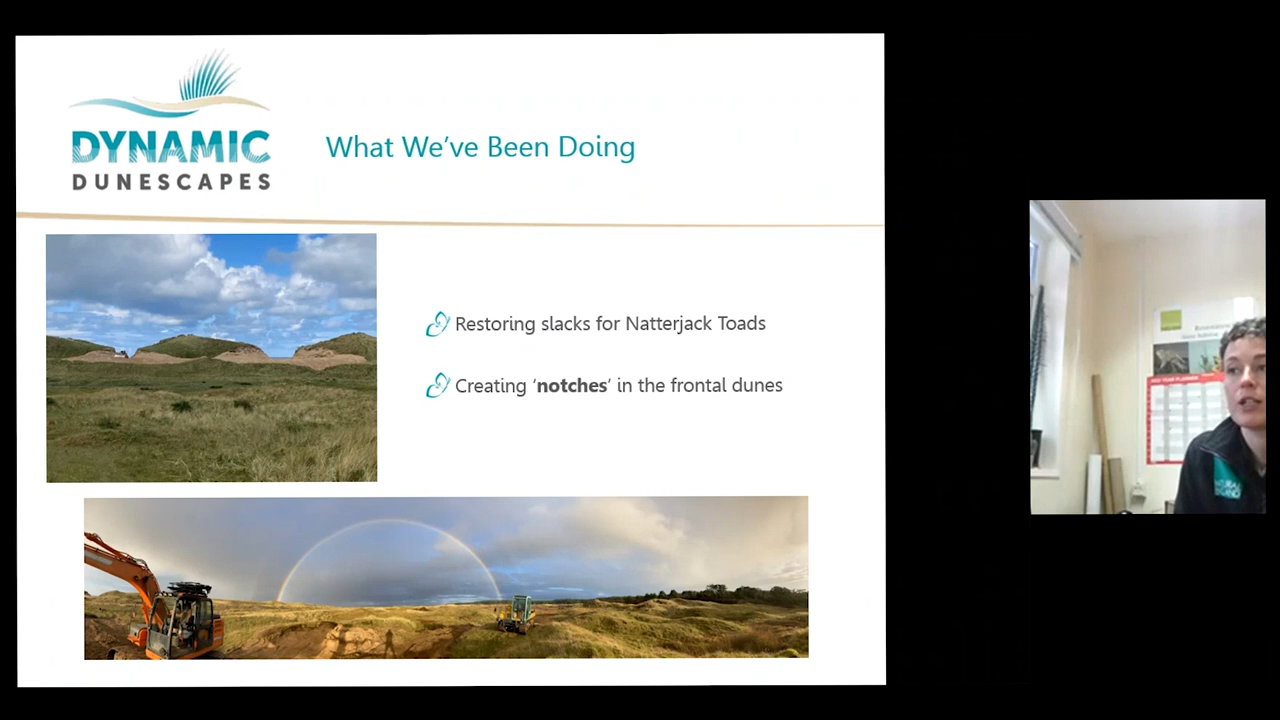 DYNAMIC
DUNESCAPES
What We've Been Doing
Restoring slacks for Natterjack Toads
Creating 'notches' in the frontal dunes